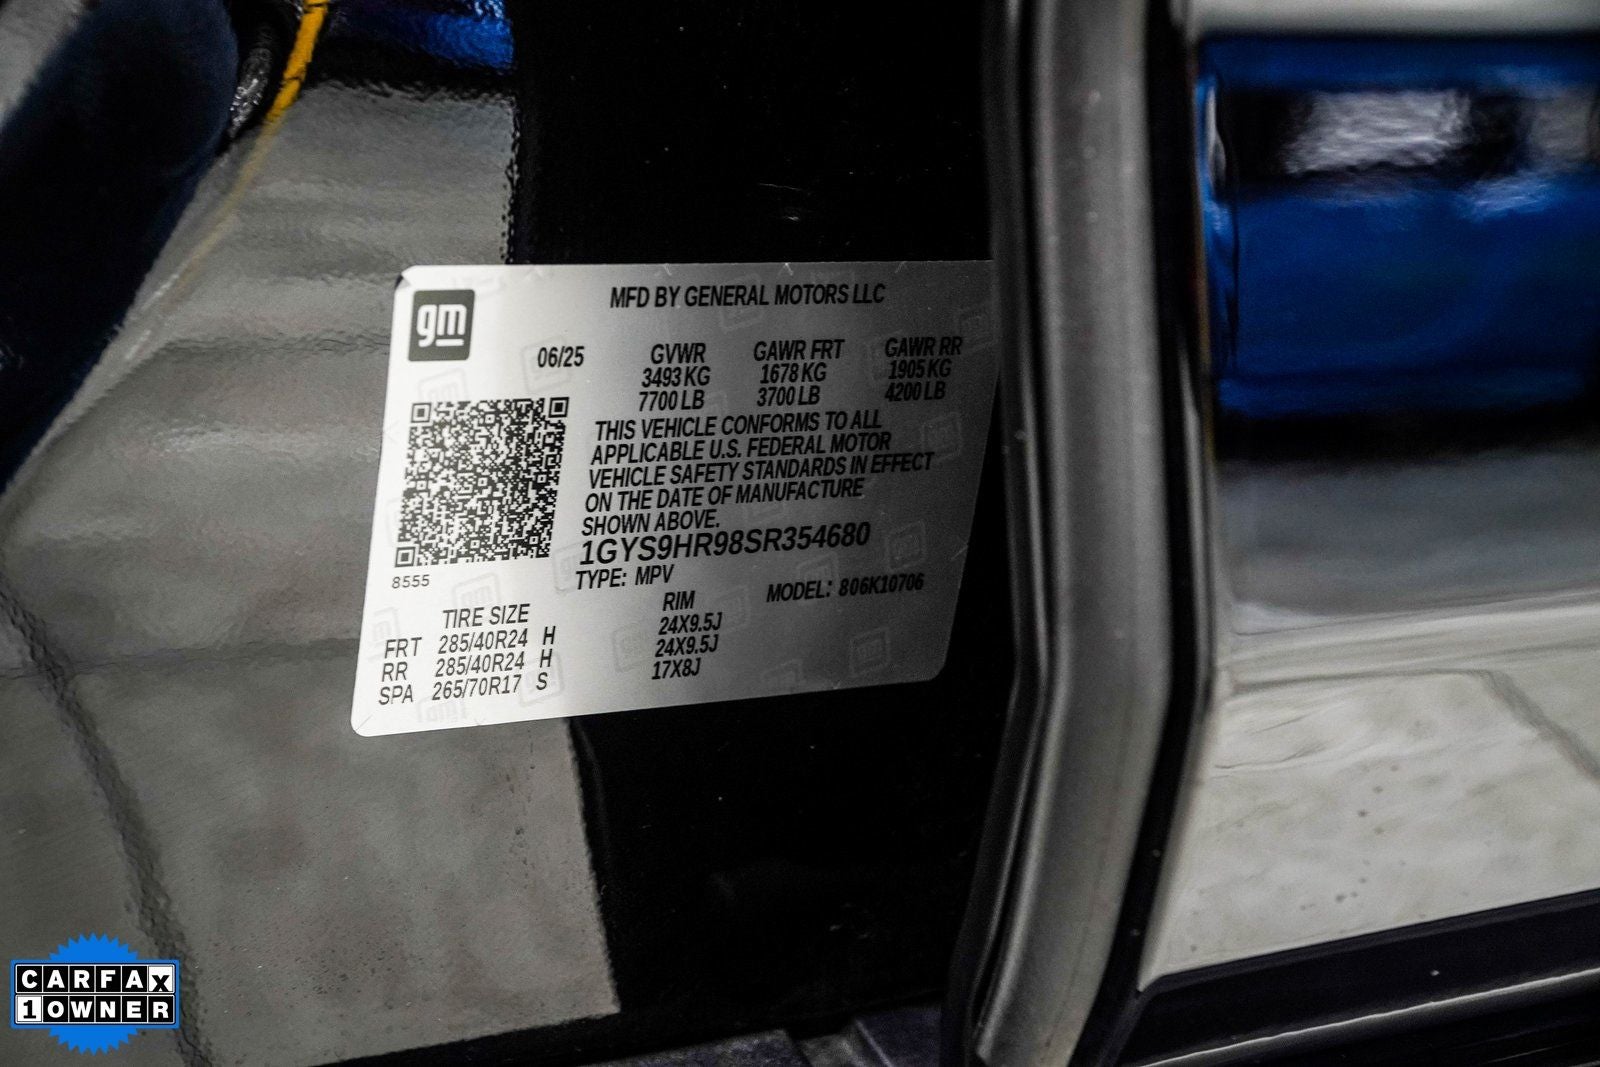 gm
MFD BY GENERAL MOTORS LLC
06/25 GVWR GAWR FRT GAWR RR
3493 KG 1678 KG 1905 KG
7700 LB 3700 LB 4200 LB
THIS VEHICLE CONFORMS TO ALL
APPLICABLE U.S. FEDERAL MOTOR
VEHICLE SAFETY STANDARDS IN EFFECT
ON THE DATE OF MANUFACTURE
SHOWN ABOVE.
1GYS9HR98SR354680
8555
TYPE: MPV MODEL: 806K10706
TIRE SIZE RIM
FRT 285/40R24 H 24X9.5J
RR 285/40R24 H 24X9.5J
SPA 265/70R17 S 17X8J
CARFAX
1 OWNER